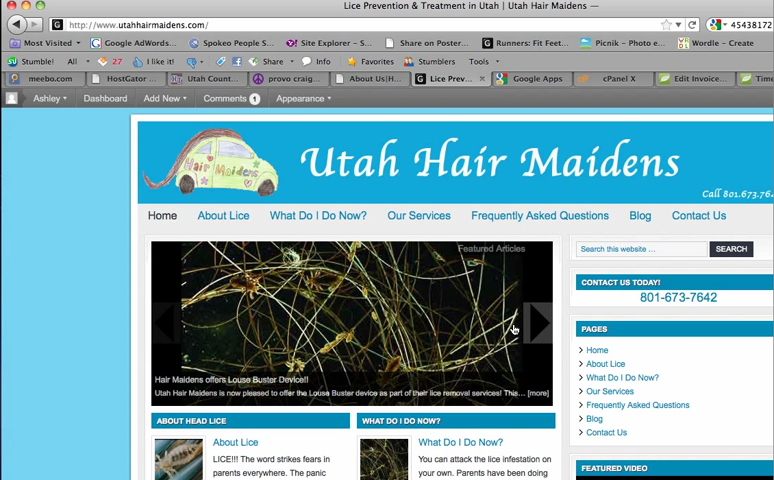 Lice Prevention & Treatment in Utah | Utah Hair Maidens —
http://www.utahhairmaidens.com/
45438172
Most Visited
Google AdWords...
Spokeo People S...
Site Explorer - S...
Share on Poster...
Runners: Fit Feet...
Picnik - Photo e...
Wordle - Create
Stumble!
All
27
I like it!
Share
Info
Favorites
Stumblers
Tools
meebo.com
HostGator
Utah Count...
provo craig...
About Us|H...
Lice Prev...
Google Apps
cPanel X
Edit Invoice...
Time
Ashley
Dashboard
Add New
Comments 1
Appearance
Hair Maidens
Utah Hair Maidens
Call 801.673.764
Home
About Lice
What Do I Do Now?
Our Services
Frequently Asked Questions
Blog
Contact Us
Featured Articles
Hair Maidens offers Louse Buster Device!!
Utah Hair Maidens is now pleased to offer the Louse Buster device as part of their lice removal services! This... [more]
Search this website ...
SEARCH
CONTACT US TODAY!
801-673-7642
PAGES
Home
About Lice
What Do I Do Now?
Our Services
Frequently Asked Questions
Blog
Contact Us
FEATURED VIDEO
ABOUT HEAD LICE
About Lice
LICE!!! The word strikes fears in
parents everywhere. The panic
WHAT DO I DO NOW?
What Do I Do Now?
You can attack the lice infestation
on your own. Parents have been doing